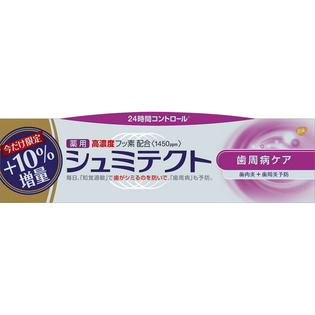 24時間コントロール
今だけ限定
+10%
増量
薬用 高濃度フッ素 配合〈1450ppm〉
シュミテクト
毎日、「知覚過敏」で歯がシミるのを防いで、「歯周病」も予防。
歯周病ケア
歯肉炎＋歯周炎予防